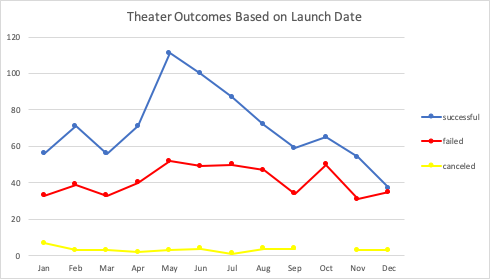 Theater Outcomes Based on Launch Date
120
100
80
60
40
20
0
Jan Feb Mar Apr May Jun Jul Aug Sep Oct Nov Dec
successful
failed
canceled